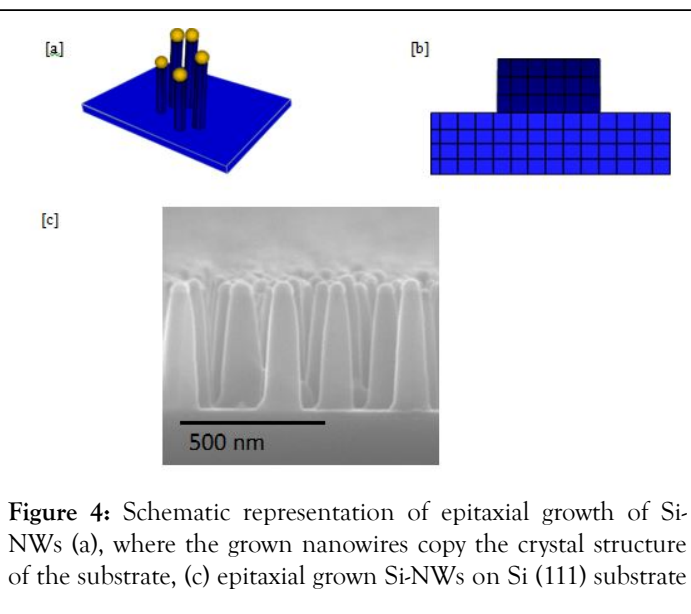 [a]
[b]
[c]
500 nm
Figure 4: Schematic representation of epitaxial growth of Si-
NWs (a), where the grown nanowires copy the crystal structure
of the substrate, (c) epitaxial grown Si-NWs on Si (111) substrate